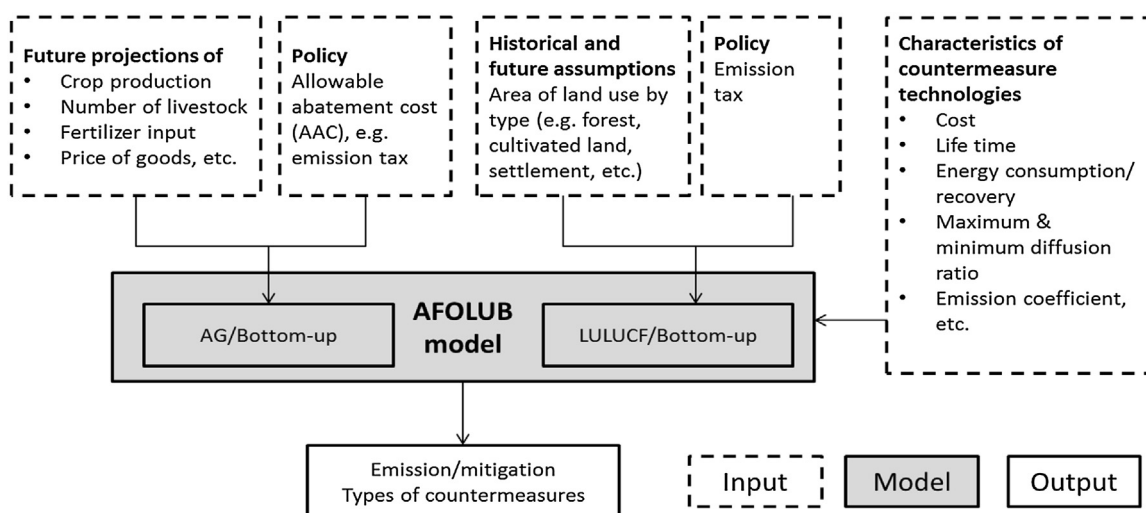 Future projections of
• Crop production
• Number of livestock
• Fertilizer input
• Price of goods, etc.
Policy
Allowable
abatement cost
(AAC), e.g.
emission tax
Historical and
future assumptions
Area of land use by
type (e.g. forest,
cultivated land,
settlement, etc.)
Policy
Emission
tax
Characteristics of
countermeasure
technologies
• Cost
• Life time
• Energy consumption/
recovery
• Maximum &
minimum diffusion
ratio
• Emission coefficient,
etc.
AG/Bottom-up
AFOLUB
model
LULUCF/Bottom-up
Emission/mitigation
Types of countermeasures
Input
Model
Output